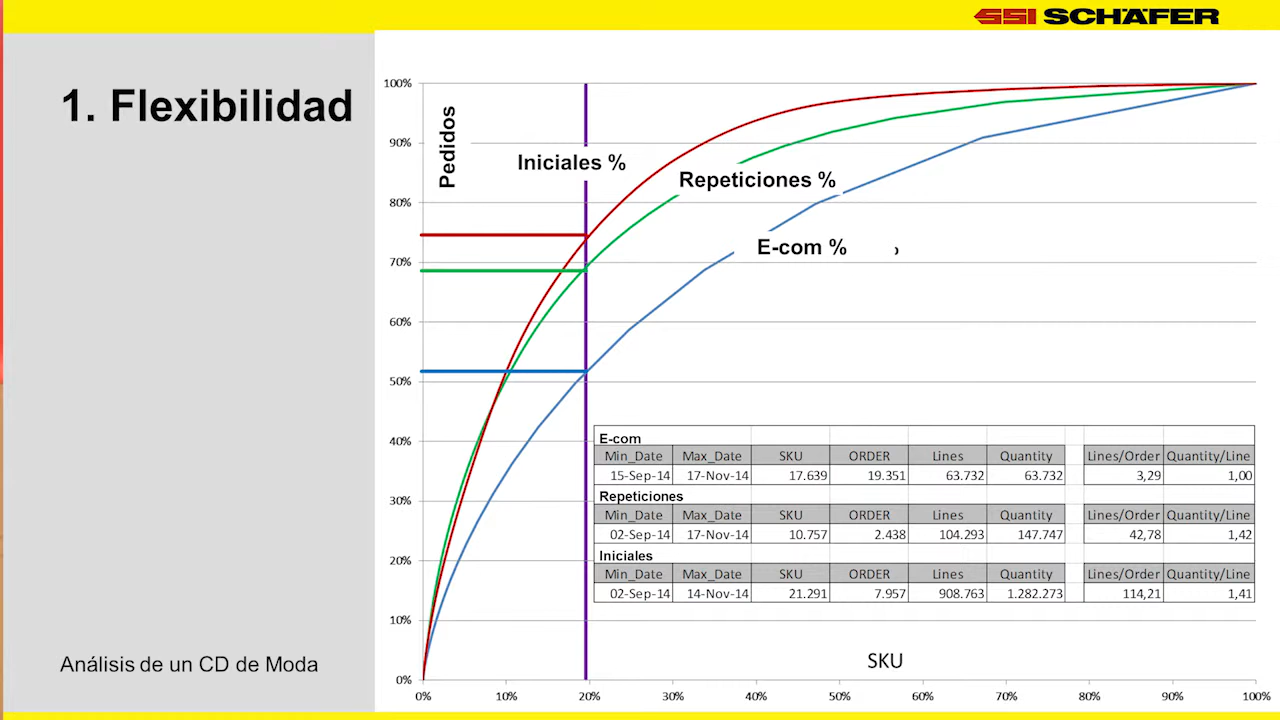 SSI SCHÄFER
1. Flexibilidad
Análisis de un CD de Moda
100%
90%
80%
70%
60%
50%
40%
30%
20%
10%
0%
Pedidos
Iniciales %
Repeticiones %
E-com %
E-com
Min_Date Max_Date SKU ORDER Lines Quantity Lines/Order Quantity/Line
15-Sep-14 17-Nov-14 17.639 19.351 63.732 63.732 3,29 1,00
Repeticiones
Min_Date Max_Date SKU ORDER Lines Quantity Lines/Order Quantity/Line
02-Sep-14 17-Nov-14 10.757 2.438 104.293 147.747 42,78 1,42
Iniciales
Min_Date Max_Date SKU ORDER Lines Quantity Lines/Order Quantity/Line
02-Sep-14 14-Nov-14 21.291 7.957 908.763 1.282.273 114,21 1,41
SKU
0% 10% 20% 30% 40% 50% 60% 70% 80% 90% 100%